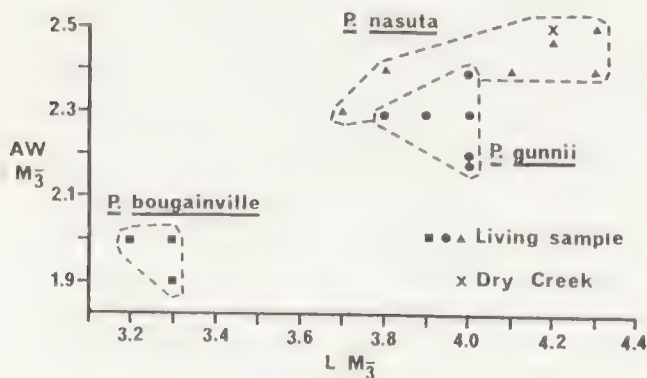 P. nasuta
2.5
2.3
AW
M3̄
P. gunnii
2.1
P. bougainville
■ ● ▲ Living sample
x Dry Creek
1.9
3.2 3.4 3.6 3.8 4.0 4.2 4.4
L M3̄